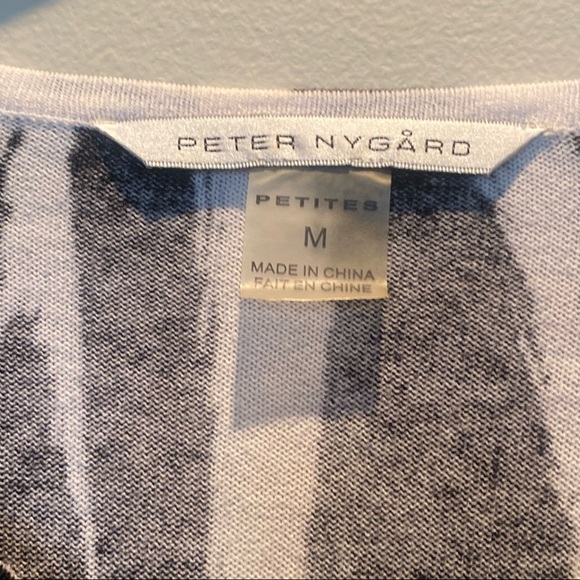 PETER NYGÅRD
PETITES
M
MADE IN CHINA
FAIT EN CHINE